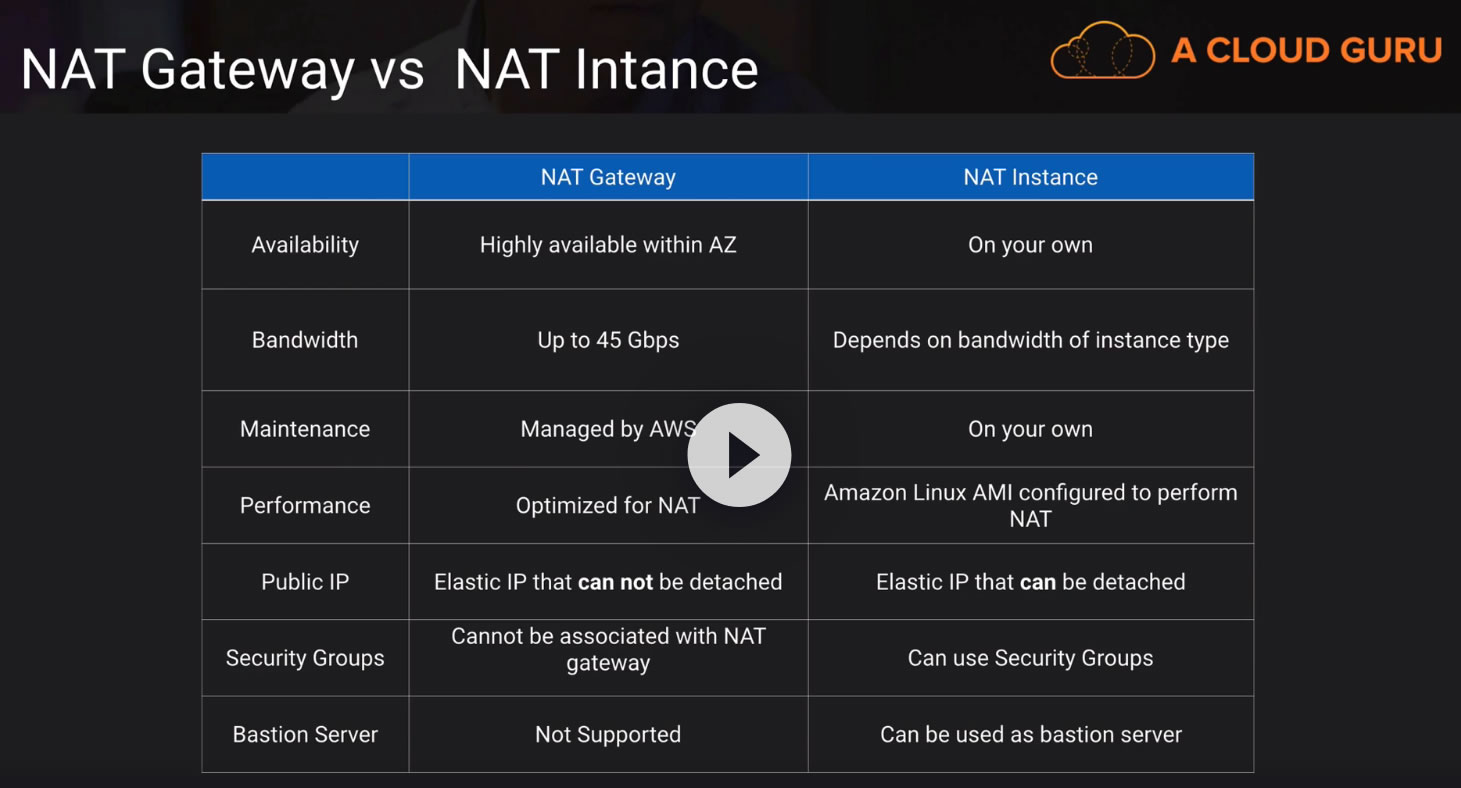 NAT Gateway vs NAT Intance
A CLOUD GURU
NAT Gateway
NAT Instance
Availability
Highly available within AZ
On your own
Bandwidth
Up to 45 Gbps
Depends on bandwidth of instance type
Maintenance
Managed by AWS
On your own
Performance
Optimized for NAT
Amazon Linux AMI configured to perform
NAT
Public IP
Elastic IP that can not be detached
Elastic IP that can be detached
Security Groups
Cannot be associated with NAT
gateway
Can use Security Groups
Bastion Server
Not Supported
Can be used as bastion server